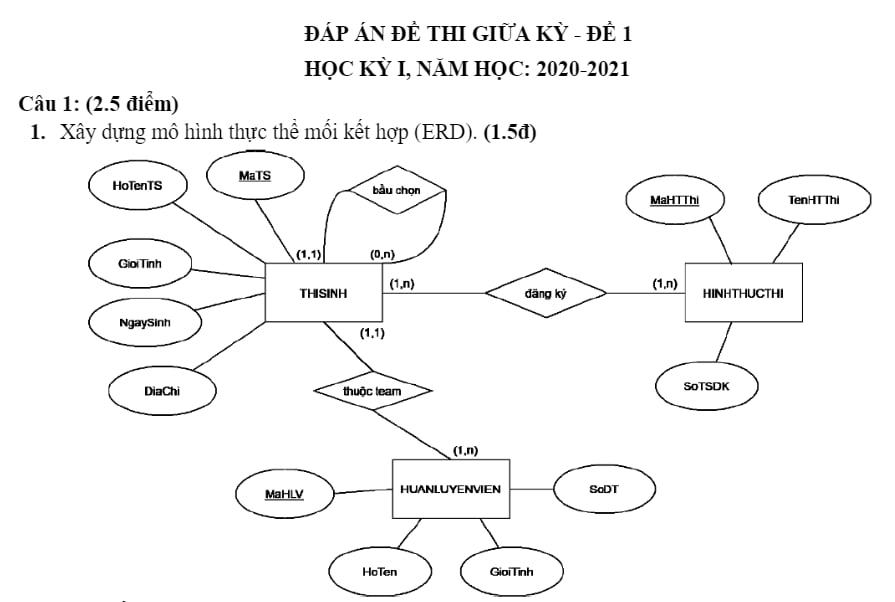 ĐÁP ÁN ĐỀ THI GIỮA KỲ - ĐỀ 1
HỌC KỲ I, NĂM HỌC: 2020-2021
Câu 1: (2.5 điểm)
1. Xây dựng mô hình thực thể mối kết hợp (ERD). (1.5đ)
HoTenTS
MaTS
bầu chọn
MaHTThi
TenHTThi
(1,1)
(0,n)
GioiTinh
THISINH
(1,n)
đăng ký
(1,n)
HINHTHUCTHI
NgaySinh
(1,1)
DiaChi
thuộc team
SoTSDK
(1,n)
MaHLV
HUANLUYENVIEN
SoDT
HoTen
GioiTinh